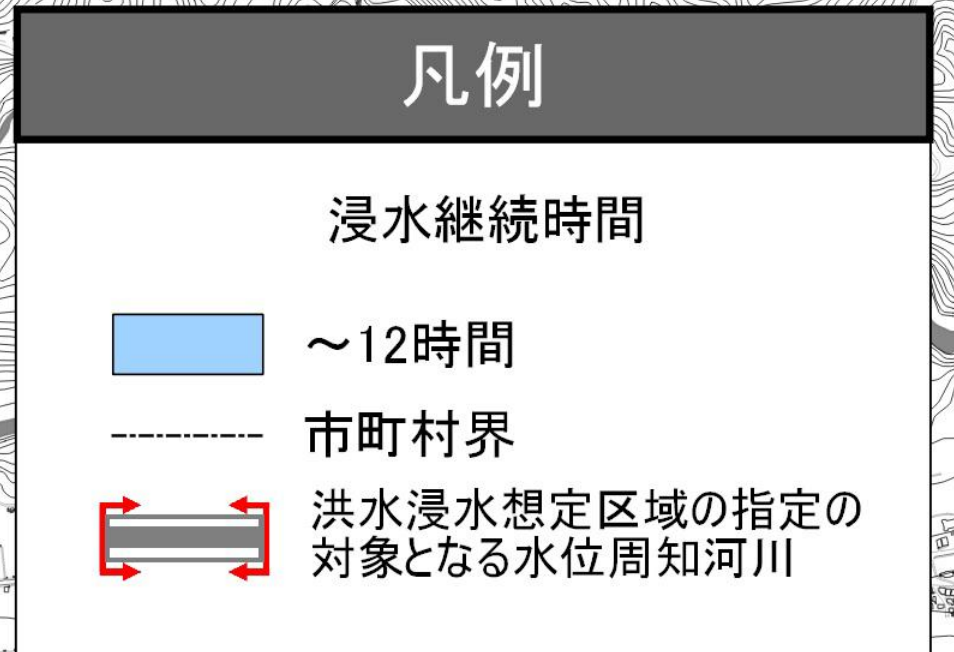 凡例
浸水継続時間
～12時間
市町村界
洪水浸水想定区域の指定の
対象となる水位周知河川